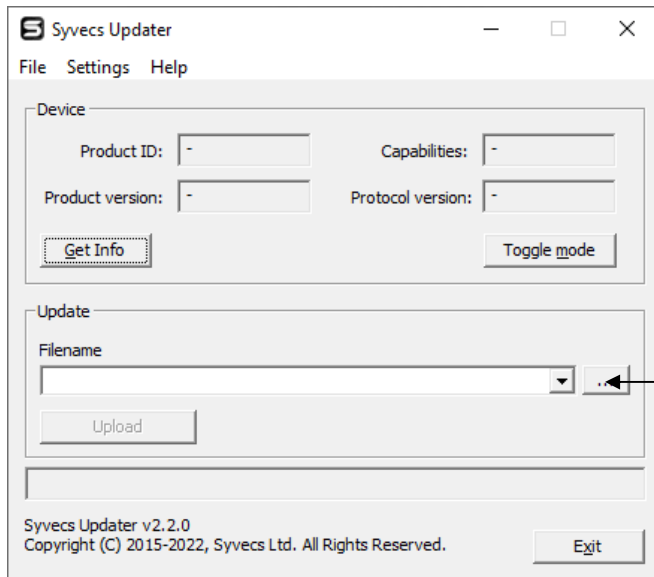 Syvecs Updater
File Settings Help
Device
Product ID: - Capabilities: -
Product version: - Protocol version: -
Get Info Toggle mode
Update
Filename
Upload
Syvecs Updater v2.2.0
Copyright (C) 2015-2022, Syvecs Ltd. All Rights Reserved.
Exit